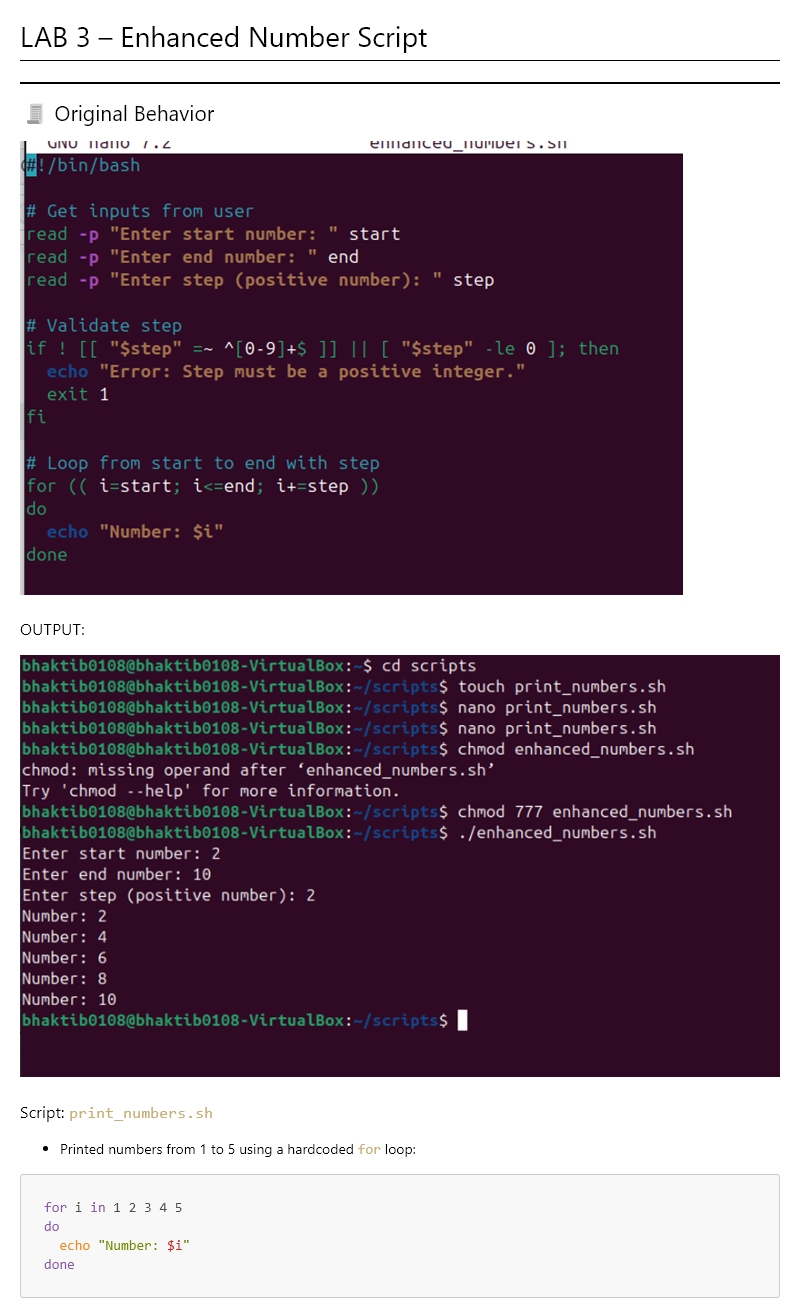 LAB 3 – Enhanced Number Script
Original Behavior
GNU nano 7.2 enhanced_numbers.sh
#!/bin/bash
# Get inputs from user
read -p "Enter start number: " start
read -p "Enter end number: " end
read -p "Enter step (positive number): " step
# Validate step
if ! [[ "$step" =~ ^[0-9]+$ ]] || [ "$step" -le 0 ]; then
  echo "Error: Step must be a positive integer."
  exit 1
fi
# Loop from start to end with step
for (( i=start; i<=end; i+=step ))
do
  echo "Number: $i"
done
OUTPUT:
bhaktib0108@bhaktib0108-VirtualBox:~$ cd scripts
bhaktib0108@bhaktib0108-VirtualBox:~/scripts$ touch print_numbers.sh
bhaktib0108@bhaktib0108-VirtualBox:~/scripts$ nano print_numbers.sh
bhaktib0108@bhaktib0108-VirtualBox:~/scripts$ nano print_numbers.sh
bhaktib0108@bhaktib0108-VirtualBox:~/scripts$ chmod enhanced_numbers.sh
chmod: missing operand after ‘enhanced_numbers.sh’
Try 'chmod --help' for more information.
bhaktib0108@bhaktib0108-VirtualBox:~/scripts$ chmod 777 enhanced_numbers.sh
bhaktib0108@bhaktib0108-VirtualBox:~/scripts$ ./enhanced_numbers.sh
Enter start number: 2
Enter end number: 10
Enter step (positive number): 2
Number: 2
Number: 4
Number: 6
Number: 8
Number: 10
bhaktib0108@bhaktib0108-VirtualBox:~/scripts$
Script: print_numbers.sh
• Printed numbers from 1 to 5 using a hardcoded for loop:
for i in 1 2 3 4 5
do
  echo "Number: $i"
done